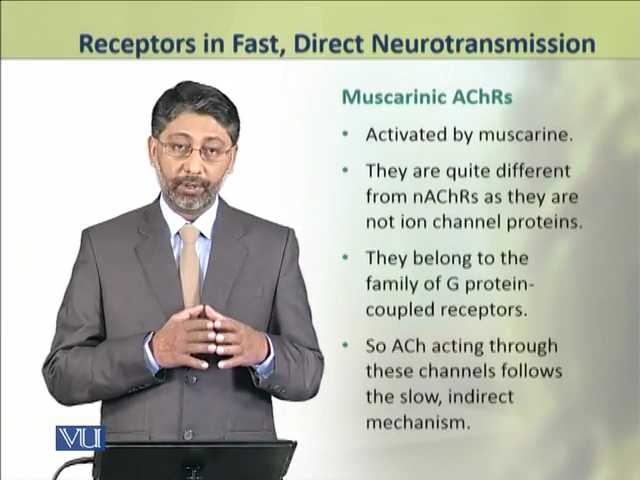 Receptors in Fast, Direct Neurotransmission
Muscarinic AChRs
• Activated by muscarine.
• They are quite different
from nAChRs as they are
not ion channel proteins.
• They belong to the
family of G protein-
coupled receptors.
• So ACh acting through
these channels follows
the slow, indirect
mechanism.
VU